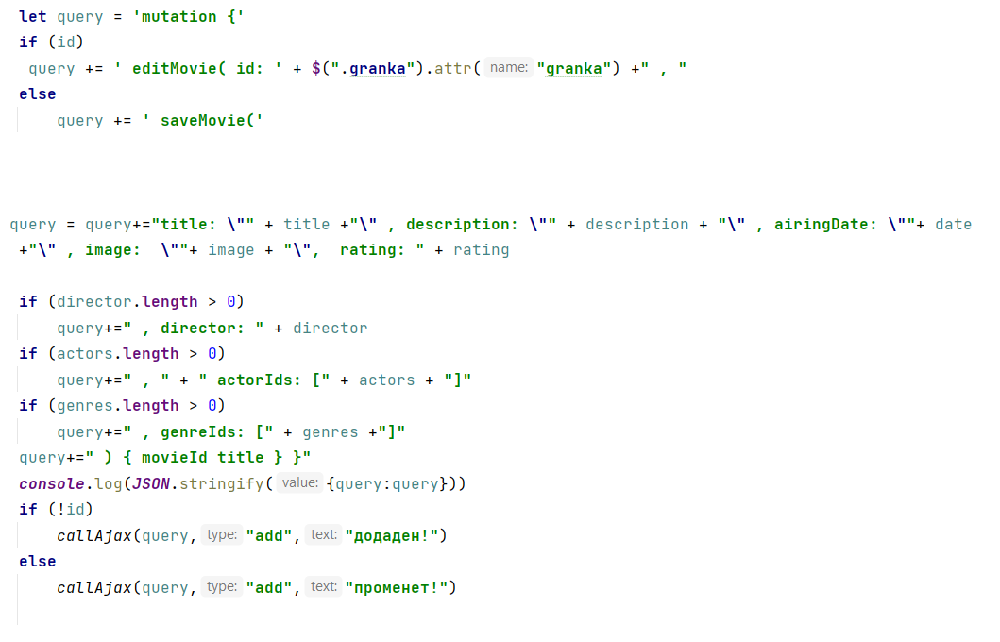 let query = 'mutation {'
if (id)
query += ' editMovie( id: ' + $(".granka").attr( name: "granka") +" , "
else
query += ' saveMovie('
query = query+="title: \"" + title +"\" , description: \"" + description + "\" , airingDate: \""+ date
+"\" , image:  \""+ image + "\",  rating: " + rating
if (director.length > 0)
query+=" , director: " + director
if (actors.length > 0)
query+=" , " + " actorIds: [" + actors + "]"
if (genres.length > 0)
query+=" , genreIds: [" + genres +"]"
query+=" ) { movieId title } }"
console.log(JSON.stringify( value: {query:query}))
if (!id)
callAjax(query, type: "add", text: "додаден!")
else
callAjax(query, type: "add", text: "променет!")